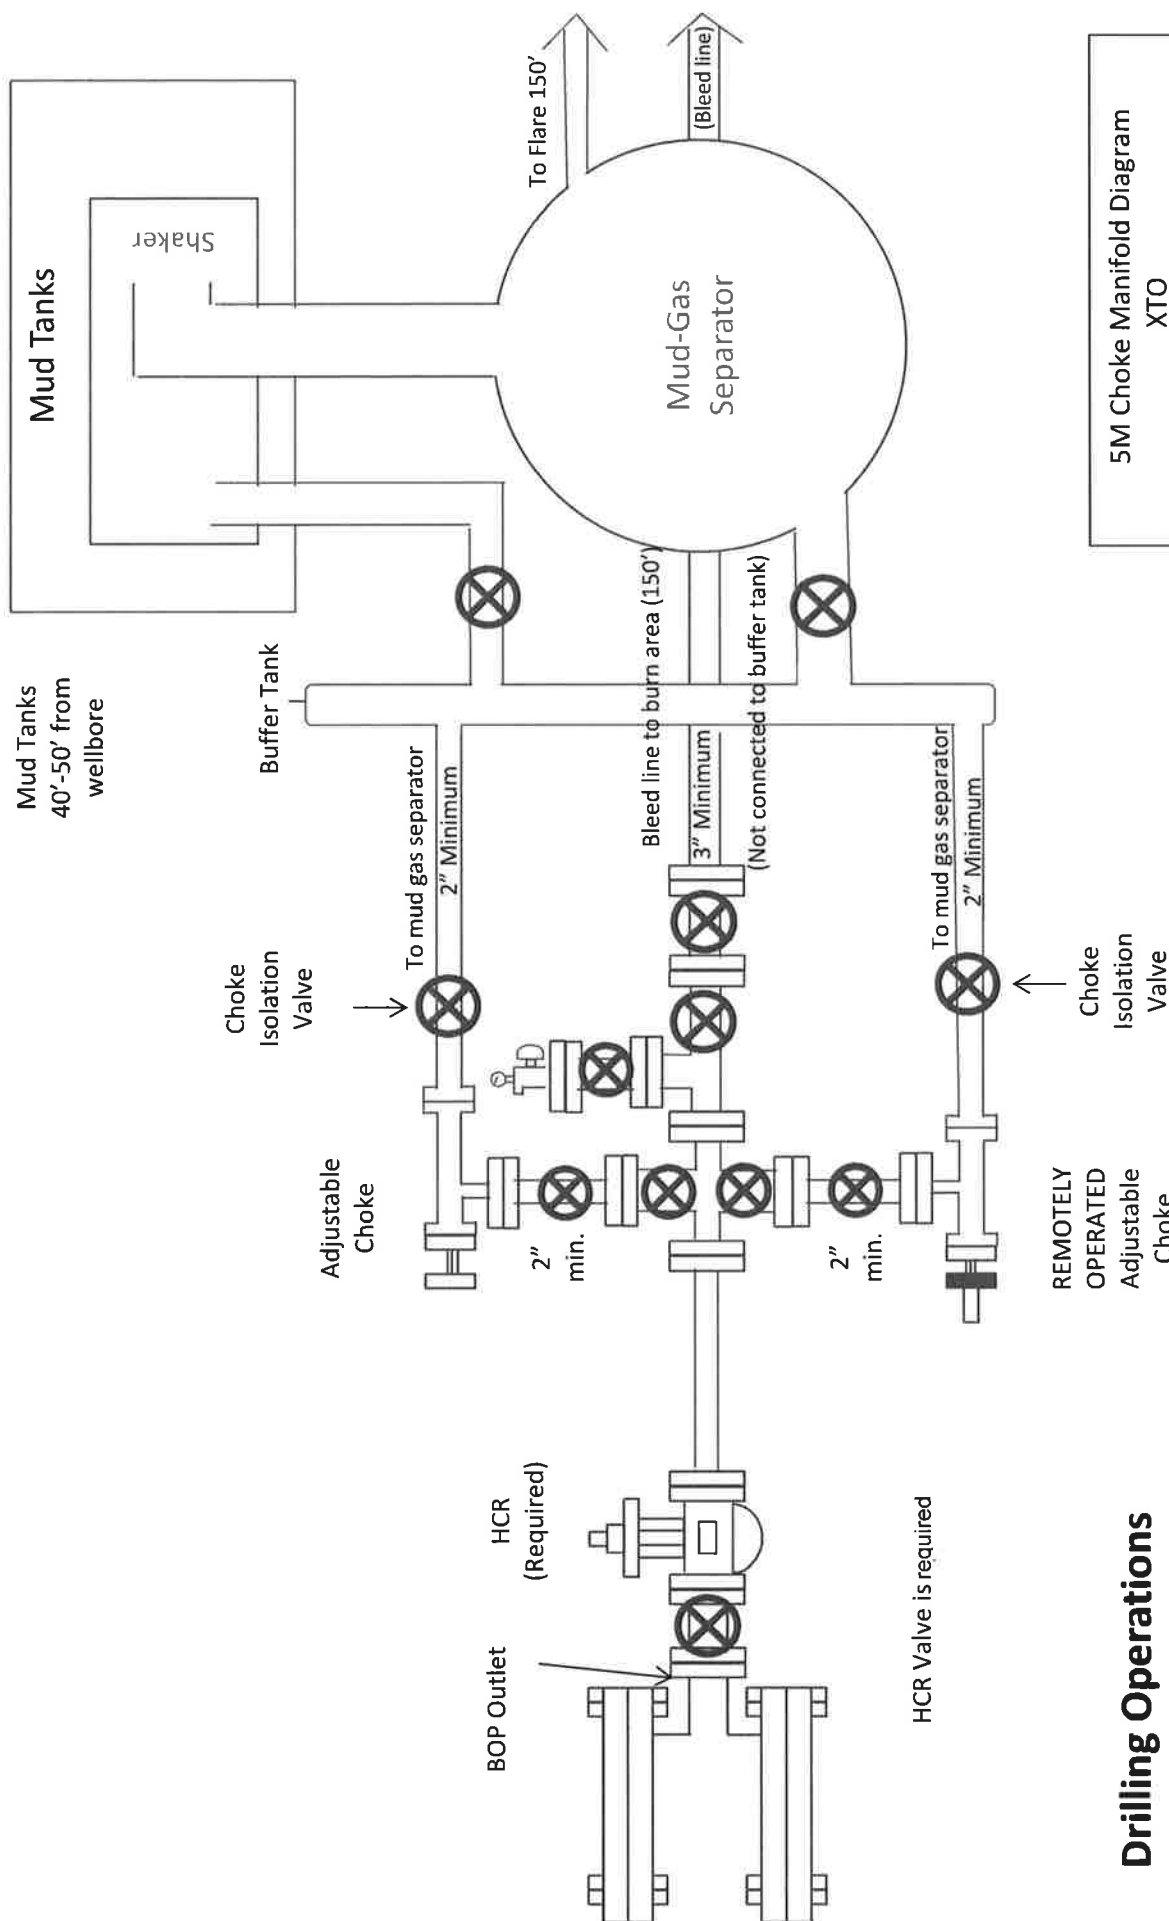 Mud Tanks
40’-50’ from
wellbore
Mud Tanks
Shaker
Buffer Tank
To Flare 150’
(Bleed line)
Mud-Gas
Separator
Choke
Isolation
Valve
To mud gas separator
2” Minimum
Bleed line to burn area (150’)
3” Minimum
(Not connected to buffer tank)
To mud gas separator
2” Minimum
Choke
Isolation
Valve
Adjustable
Choke
2”
min.
2”
min.
REMOTELY
OPERATED
Adjustable
Choke
HCR
(Required)
BOP Outlet
HCR Valve is required
Drilling Operations
5M Choke Manifold Diagram
XTO